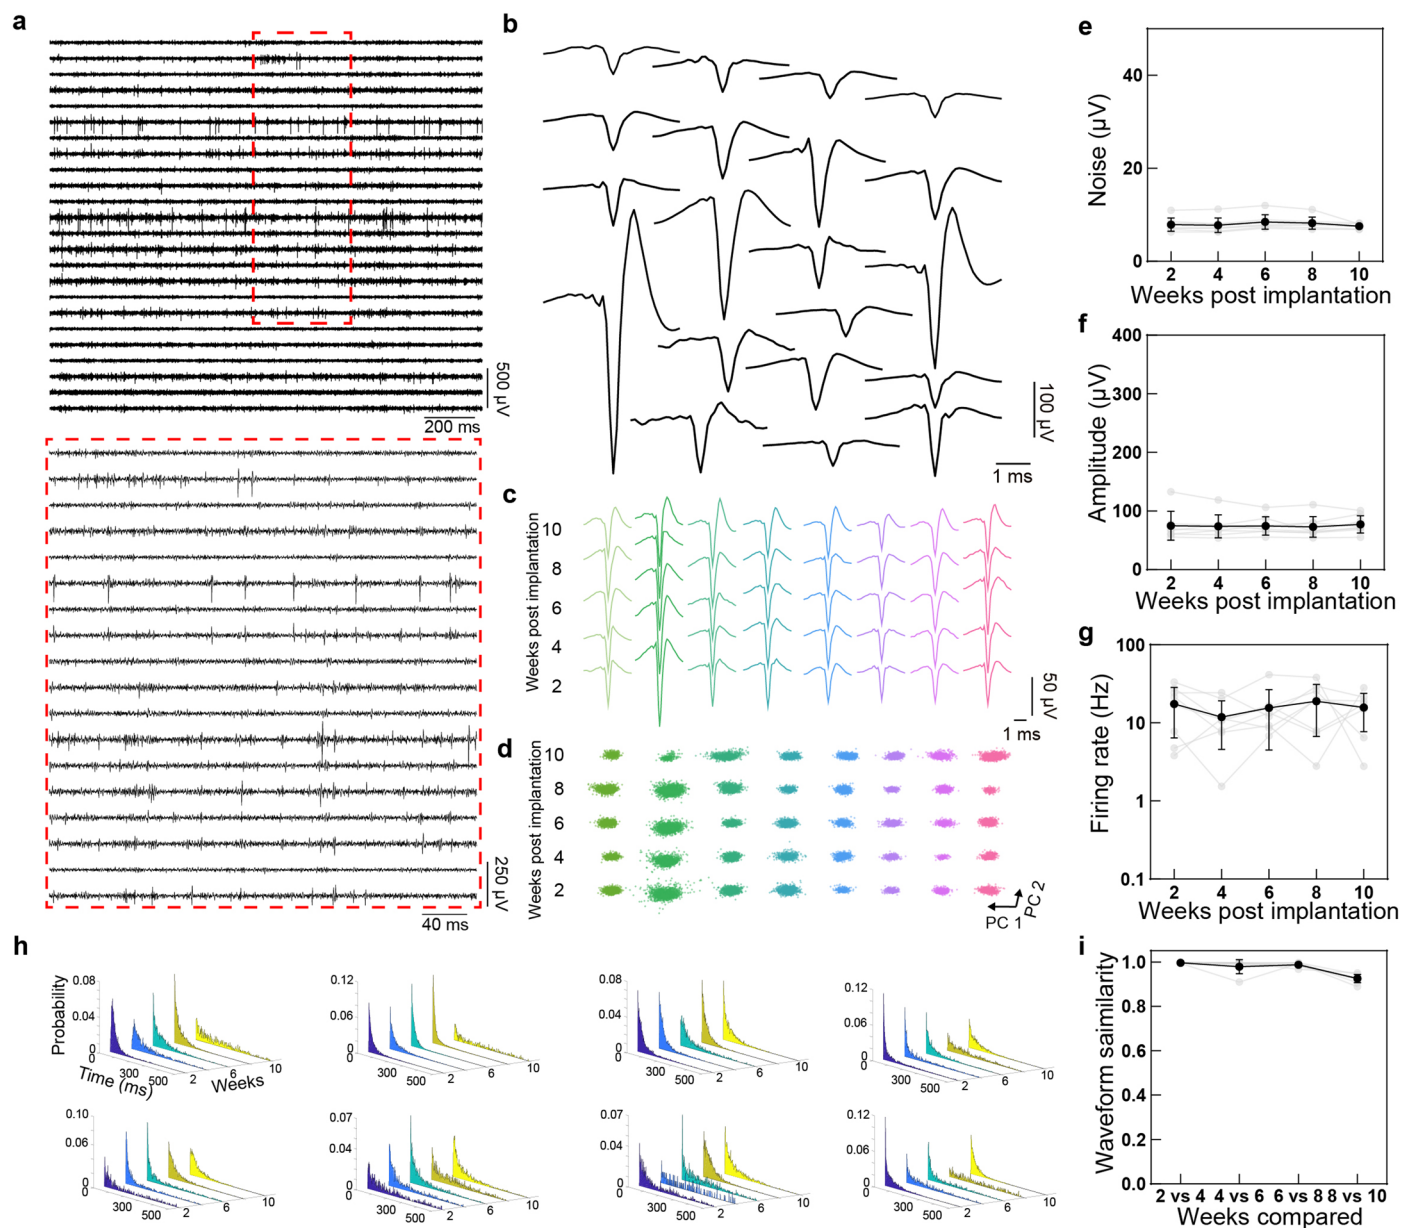 a
500 µV
200 ms
250 µV
40 ms
b
100 µV
1 ms
c
Weeks post implantation
10
8
6
4
2
50 µV
1 ms
d
Weeks post implantation
10
8
6
4
2
PC 1
PC 2
e
Noise (µV)
40
20
0
2 4 6 8 10
Weeks post implantation
f
Amplitude (µV)
400
300
200
100
0
2 4 6 8 10
Weeks post implantation
g
Firing rate (Hz)
100
10
1
0.1
2 4 6 8 10
Weeks post implantation
h
Probability
0.08
0.04
0
Time (ms)
300
500
Weeks
2
6
10
0.12
0.06
0
300
500
2
6
10
0.08
0.04
0
300
500
2
6
10
0.12
0.06
0
300
500
2
6
10
0.10
0.06
0
300
500
2
6
10
0.07
0.04
0
300
500
2
6
10
0.07
0.04
0
300
500
2
6
10
0.12
0.06
0
300
500
2
6
10
i
Waveform saimilarity
1.0
0.8
0.6
0.4
0.2
0.0
2 vs 4 4 vs 6 6 vs 8 8 vs 10
Weeks compared